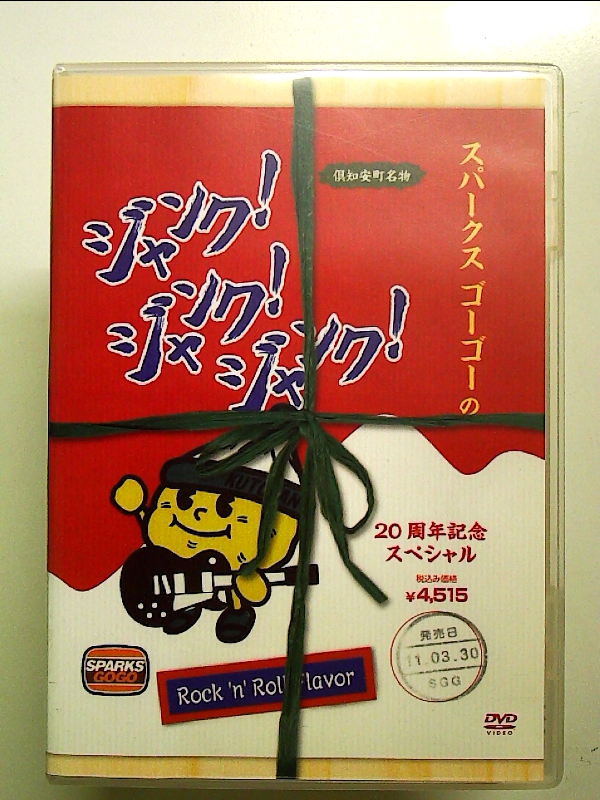 倶知安町名物
スパークス ゴーゴーの
ジャンク!
ジャンク!
ジャンク!
20周年記念
スペシャル
税込み価格
¥4,515
発売日
11.03.30
SGG
SPARKS
GOGO
Rock 'n' Roll Flavor
DVD
VIDEO